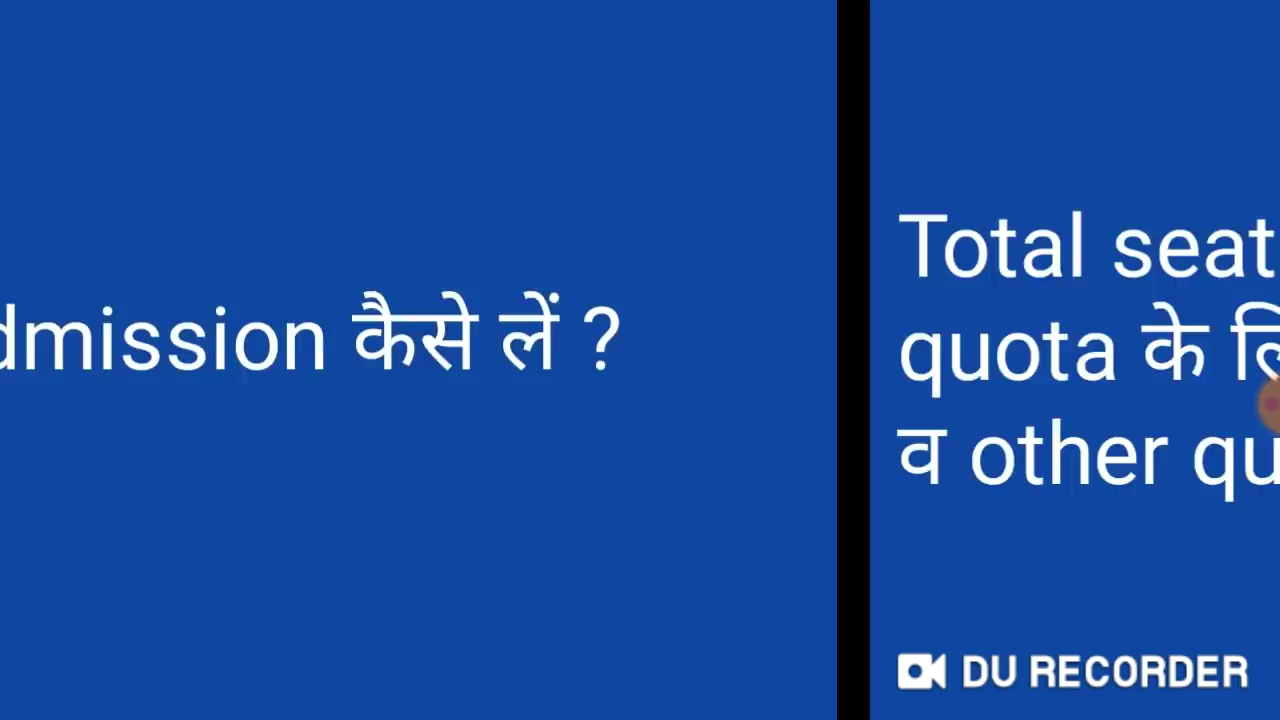 dmission कैसे लें ?
Total seat
quota के
व other qu
DU RECORDER